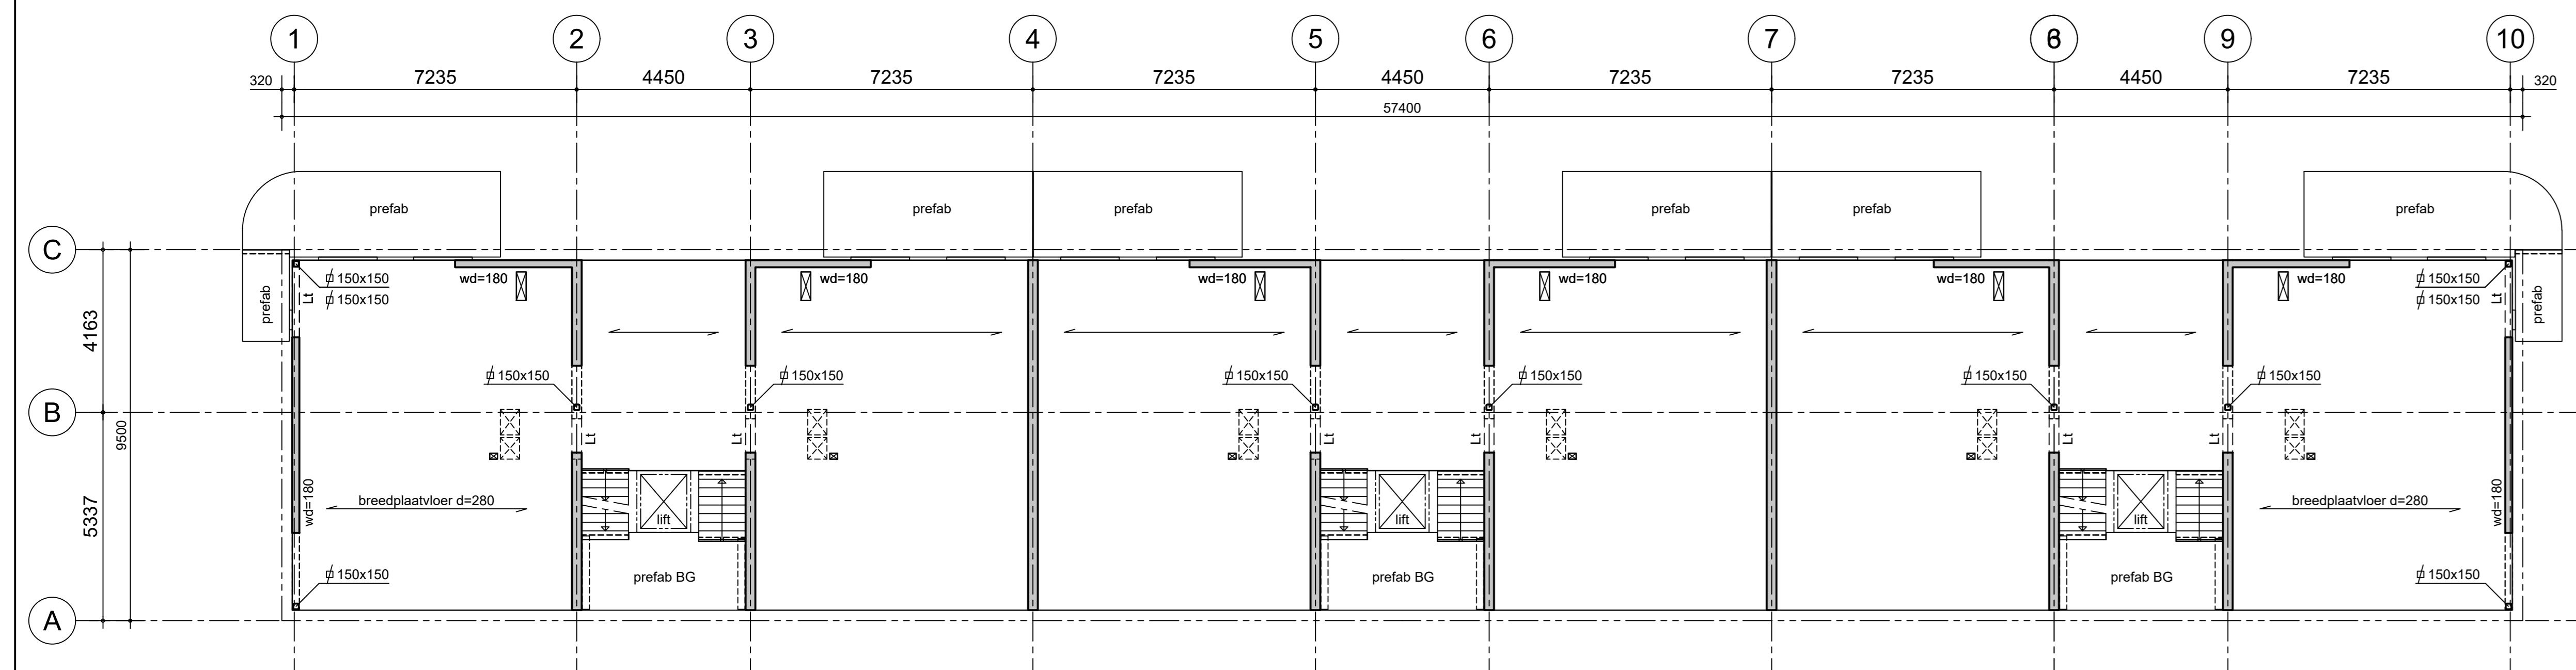 1 2 3 4 5 6 7 8 9 10
320 7235 4450 7235 7235 4450 7235 7235 4450 7235 320
57400
prefab prefab prefab prefab prefab prefab
C
wd=180 wd=180 wd=180 wd=180 wd=180 wd=180
150x150 150x150
150x150 150x150
Lt Lt
prefab prefab
4163
150x150 150x150 150x150 150x150 150x150 150x150
B
9500
Lt Lt Lt Lt Lt Lt
5337
wd=180 wd=180
breedplaatvloer d=280 breedplaatvloer d=280
lift lift lift
150x150 prefab BG prefab BG prefab BG 150x150
A